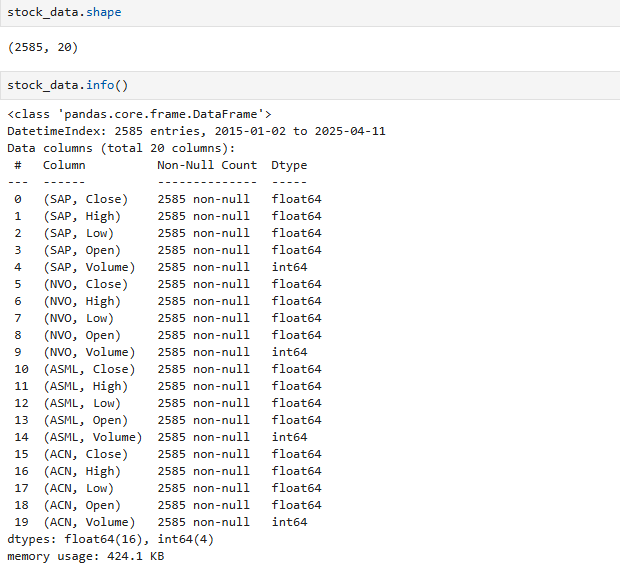 stock_data.shape
(2585, 20)
stock_data.info()
<class 'pandas.core.frame.DataFrame'>
DatetimeIndex: 2585 entries, 2015-01-02 to 2025-04-11
Data columns (total 20 columns):
 #   Column          Non-Null Count  Dtype
---  ------          --------------  -----
 0   (SAP, Close)    2585 non-null   float64
 1   (SAP, High)     2585 non-null   float64
 2   (SAP, Low)      2585 non-null   float64
 3   (SAP, Open)     2585 non-null   float64
 4   (SAP, Volume)   2585 non-null   int64
 5   (NVO, Close)    2585 non-null   float64
 6   (NVO, High)     2585 non-null   float64
 7   (NVO, Low)      2585 non-null   float64
 8   (NVO, Open)     2585 non-null   float64
 9   (NVO, Volume)   2585 non-null   int64
 10  (ASML, Close)   2585 non-null   float64
 11  (ASML, High)    2585 non-null   float64
 12  (ASML, Low)     2585 non-null   float64
 13  (ASML, Open)    2585 non-null   float64
 14  (ASML, Volume)  2585 non-null   int64
 15  (ACN, Close)    2585 non-null   float64
 16  (ACN, High)     2585 non-null   float64
 17  (ACN, Low)      2585 non-null   float64
 18  (ACN, Open)     2585 non-null   float64
 19  (ACN, Volume)   2585 non-null   int64
dtypes: float64(16), int64(4)
memory usage: 424.1 KB